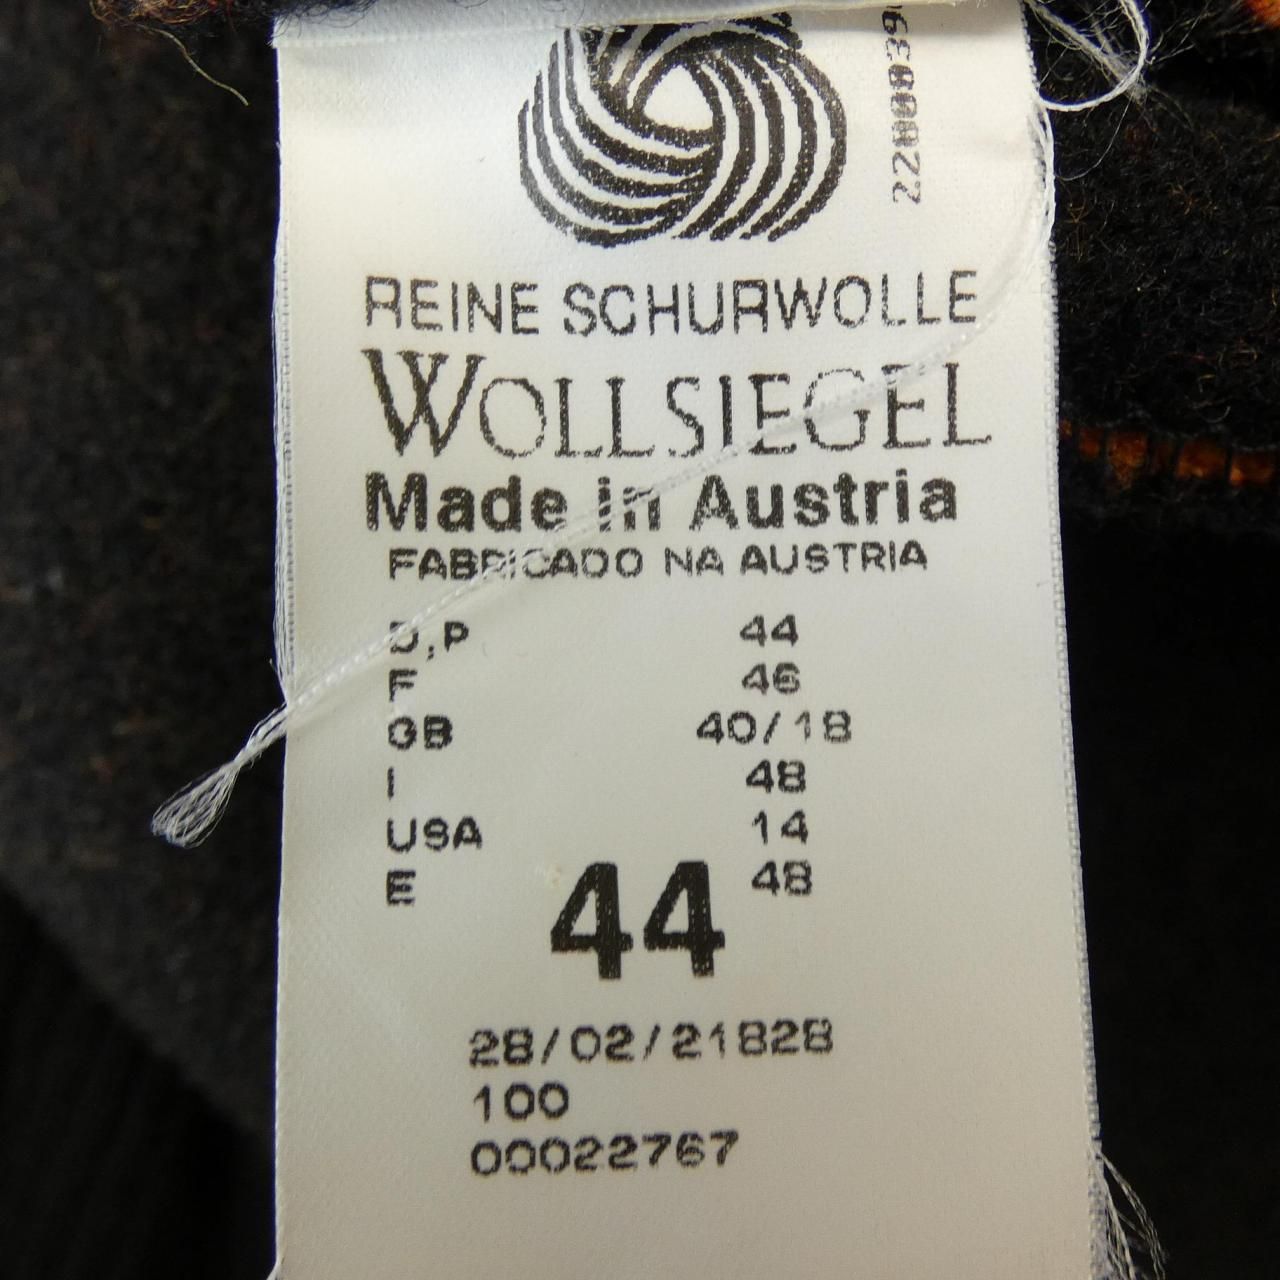 REINE SCHURWOLLE
WOLLSIEGEL
Made in Austria
FABRICADO NA AUSTRIA
D,P 44
F 46
GB 40/18
I 48
USA 14
E 48
44
28/02/21828
100
00022767